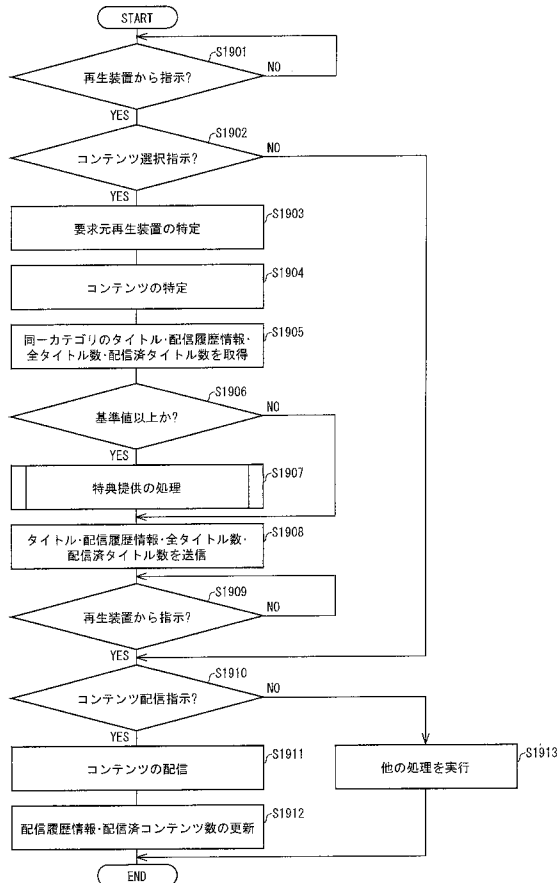 START
S1901
再生装置から指示?
NO
YES
S1902
コンテンツ選択指示?
NO
YES
S1903
要求元再生装置の特定
S1904
コンテンツの特定
S1905
同一カテゴリのタイトル・配信履歴情報・
全タイトル数・配信済タイトル数を取得
S1906
基準値以上か?
NO
YES
S1907
特典提供の処理
S1908
タイトル・配信履歴情報・全タイトル数・
配信済タイトル数を送信
S1909
再生装置から指示?
NO
YES
S1910
コンテンツ配信指示?
NO
YES
S1911
コンテンツの配信
S1913
他の処理を実行
S1912
配信履歴情報・配信済コンテンツ数の更新
END